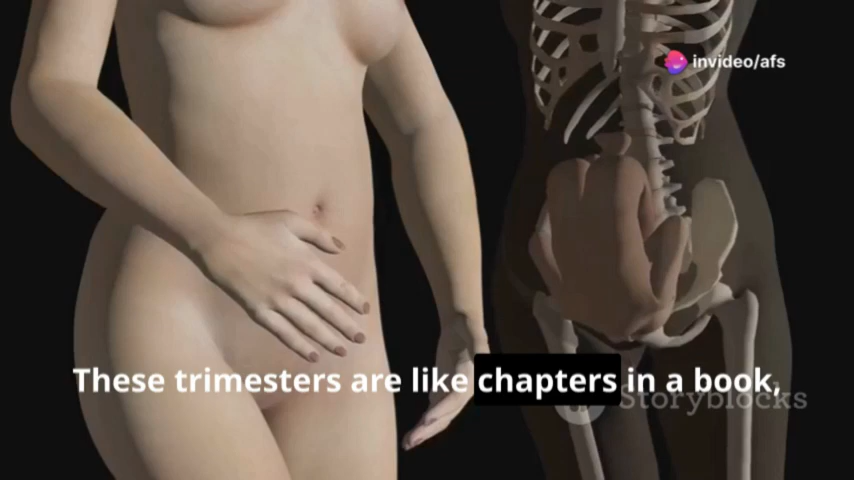 invideo/afs
These trimesters are like chapters in a book,
Storyblocks